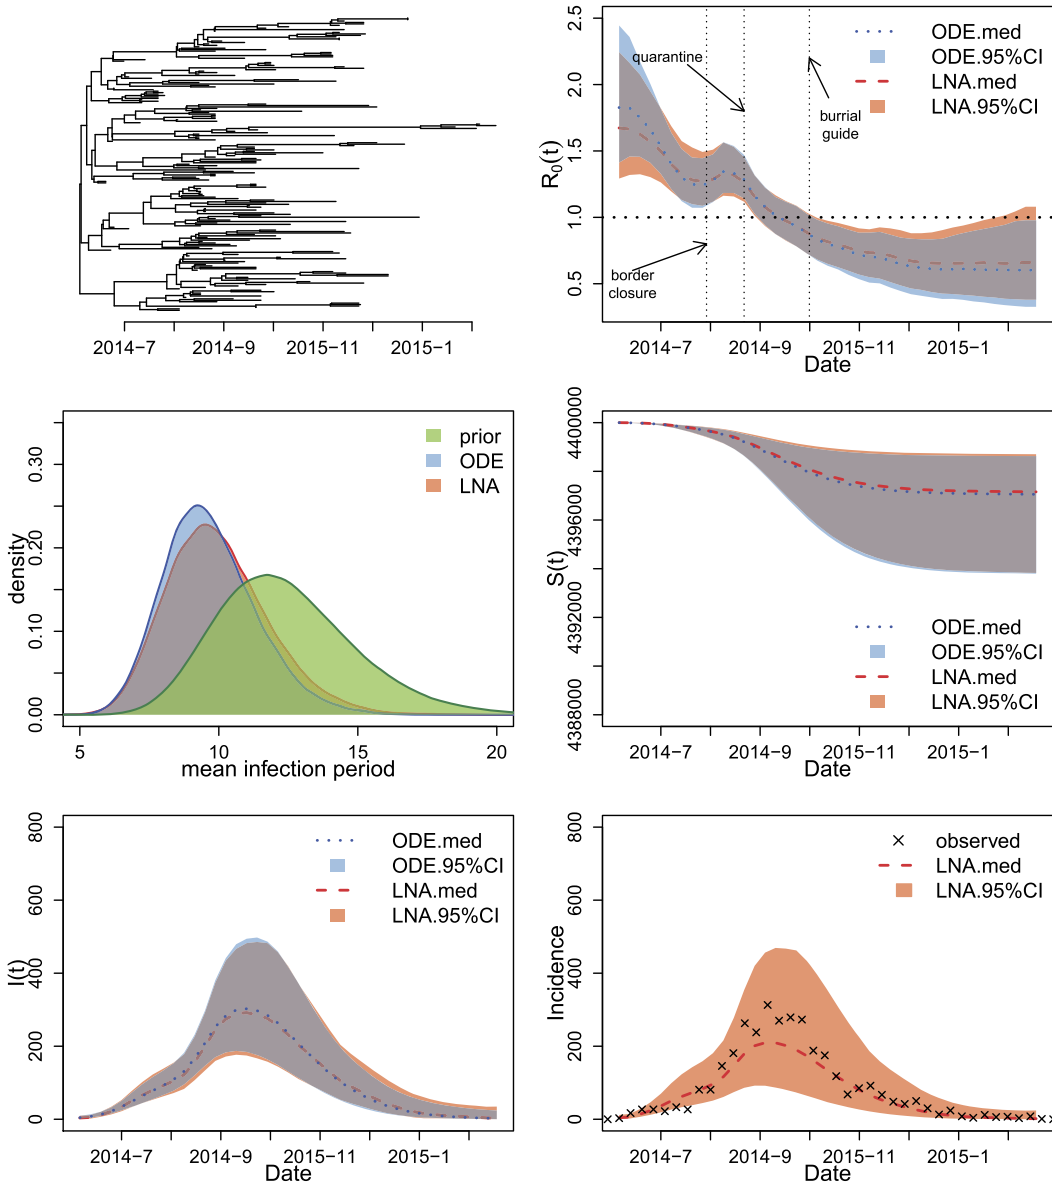 2014−7
2014−9
2015−11
2015−1
R0(t)
0.5
1.0
1.5
2.0
2.5
quarantine
burrial
guide
border
closure
ODE.med
ODE.95%CI
LNA.med
LNA.95%CI
2014−7
2014−9
2015−11
2015−1
Date
density
0.00
0.10
0.20
0.30
prior
ODE
LNA
5
10
15
20
mean infection period
S(t)
4388000
4392000
4396000
4400000
ODE.med
ODE.95%CI
LNA.med
LNA.95%CI
2014−7
2014−9
2015−11
2015−1
Date
I(t)
0
200
400
600
800
ODE.med
ODE.95%CI
LNA.med
LNA.95%CI
2014−7
2014−9
2015−11
2015−1
Date
Incidence
0
200
400
600
800
observed
LNA.med
LNA.95%CI
2014−7
2014−9
2015−11
2015−1
Date